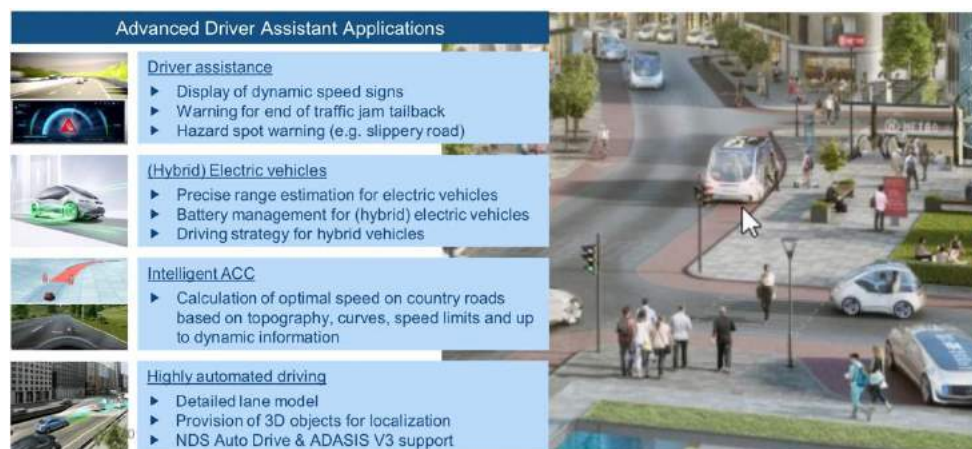 Advanced Driver Assistant Applications
Driver assistance
▶ Display of dynamic speed signs
▶ Warning for end of traffic jam tailback
▶ Hazard spot warning (e.g. slippery road)
(Hybrid) Electric vehicles
▶ Precise range estimation for electric vehicles
▶ Battery management for (hybrid) electric vehicles
▶ Driving strategy for hybrid vehicles
Intelligent ACC
▶ Calculation of optimal speed on country roads
based on topography, curves, speed limits and up
to dynamic information
Highly automated driving
▶ Detailed lane model
▶ Provision of 3D objects for localization
▶ NDS Auto Drive & ADASIS V3 support
METRO